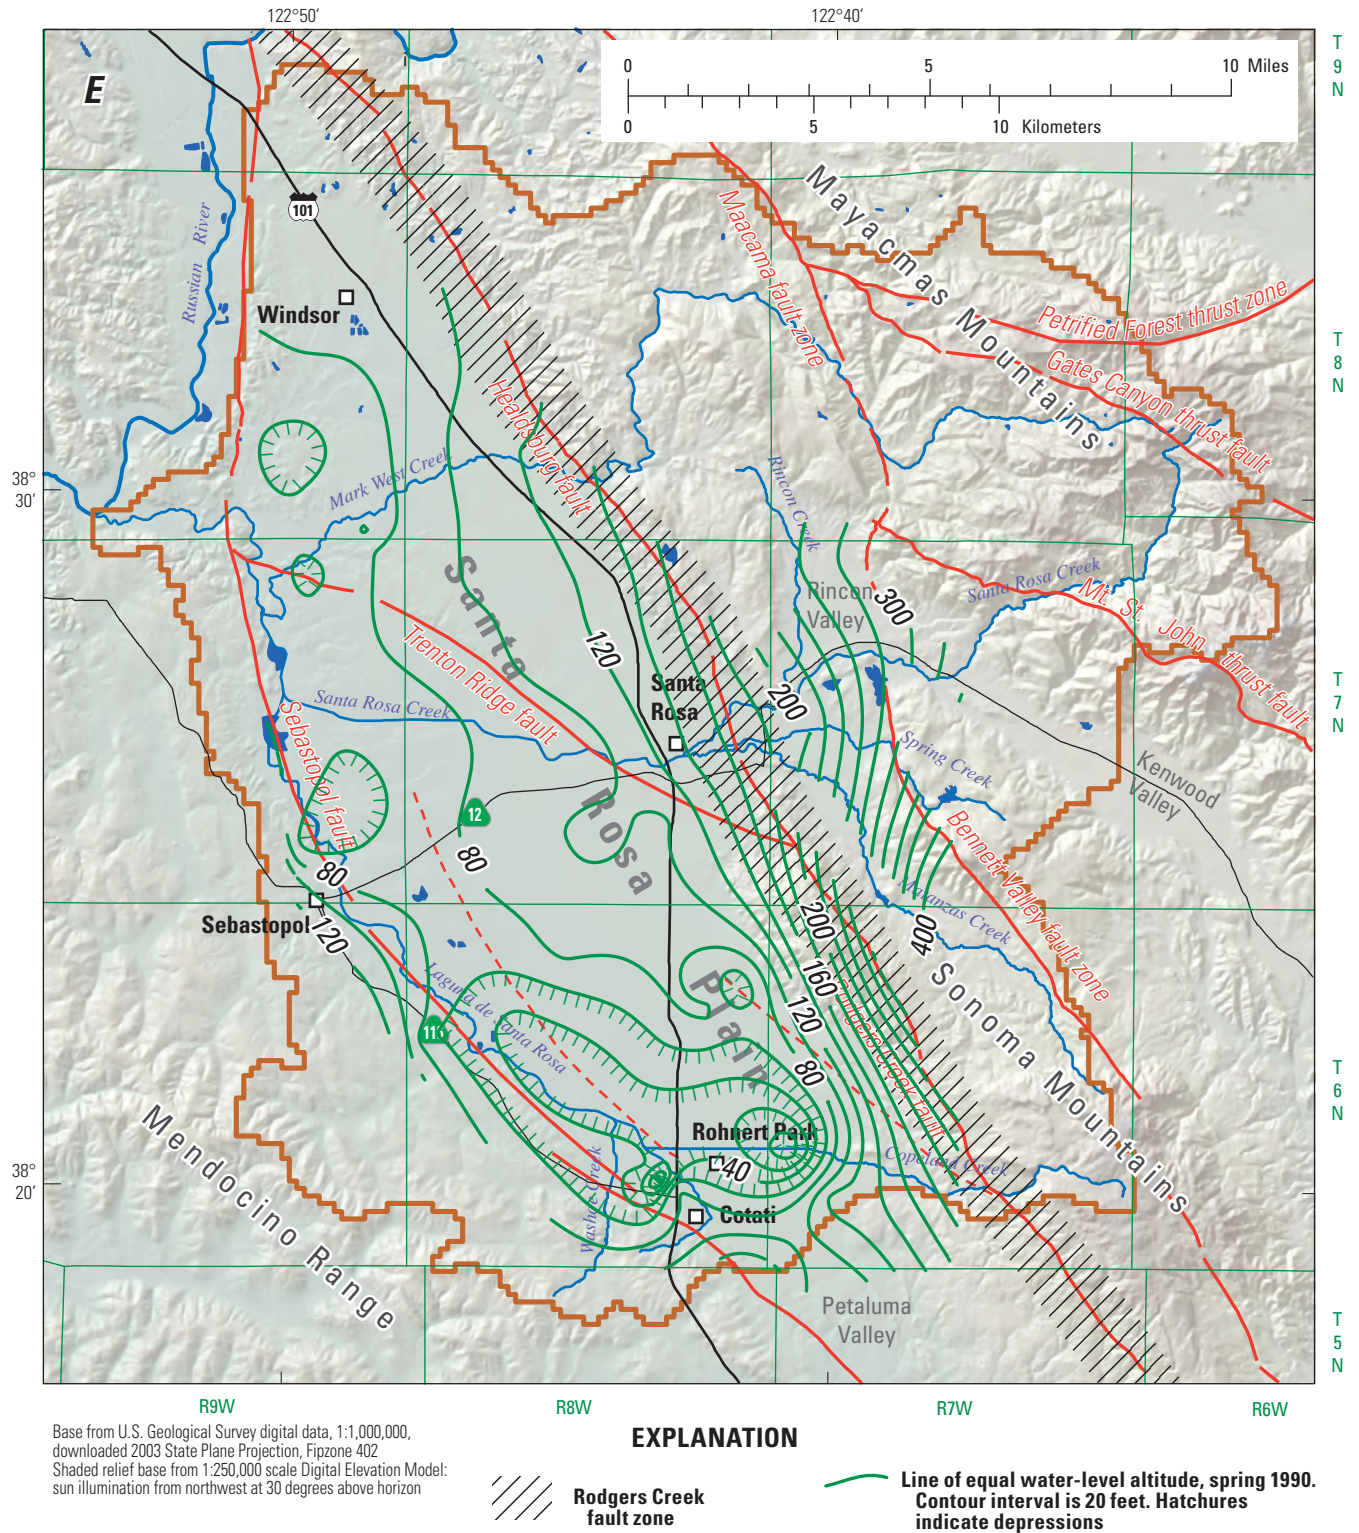 122°50'
122°40'
E
0 5 10 Miles
0 5 10 Kilometers
T
9
N
101
Russian River
Windsor
Mayacmas Mountains
Maacama fault zone
Petrified Forest thrust zone
Gates Canyon thrust fault
T
8
N
Healdsburg fault
Mark West Creek
Rincon Creek
38°
30'
Santa Rosa Plain
Rincon
Valley
300
Santa Rosa Creek
Mt. St. John thrust fault
Trenton Ridge fault
120
Santa
Rosa
200
T
7
N
Santa Rosa Creek
Sebastopol fault
Spring Creek
Kenwood
Valley
12
80
Bennett Valley fault zone
80
Matanzas Creek
Sebastopol
120
200
400
160
Sonoma Mountains
Laguna de Santa Rosa
120
Rodgers Creek fault
116
80
T
6
N
Mendocino Range
Rohnert Park
40
Copeland Creek
38°
20'
Washoe Creek
Cotati
Petaluma
Valley
T
5
N
R9W
R8W
R7W
R6W
Base from U.S. Geological Survey digital data, 1:1,000,000,
downloaded 2003 State Plane Projection, Fipzone 402
Shaded relief base from 1:250,000 scale Digital Elevation Model:
sun illumination from northwest at 30 degrees above horizon
EXPLANATION
Rodgers Creek
fault zone
Line of equal water-level altitude, spring 1990.
Contour interval is 20 feet. Hatchures
indicate depressions